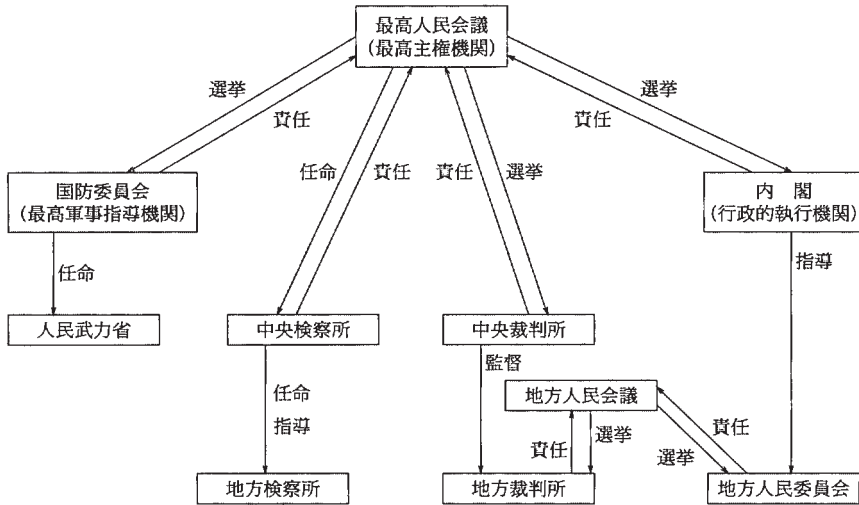 最高人民会議
(最高主権機関)
選挙
責任
任命
責任
責任
選挙
責任
選挙
国防委員会
(最高軍事指導機関)
内 閣
(行政的執行機関)
任命
指導
人民武力省
中央検察所
中央裁判所
監督
任命
指導
地方人民会議
責任
選挙
選挙
責任
地方検察所
地方裁判所
地方人民委員会